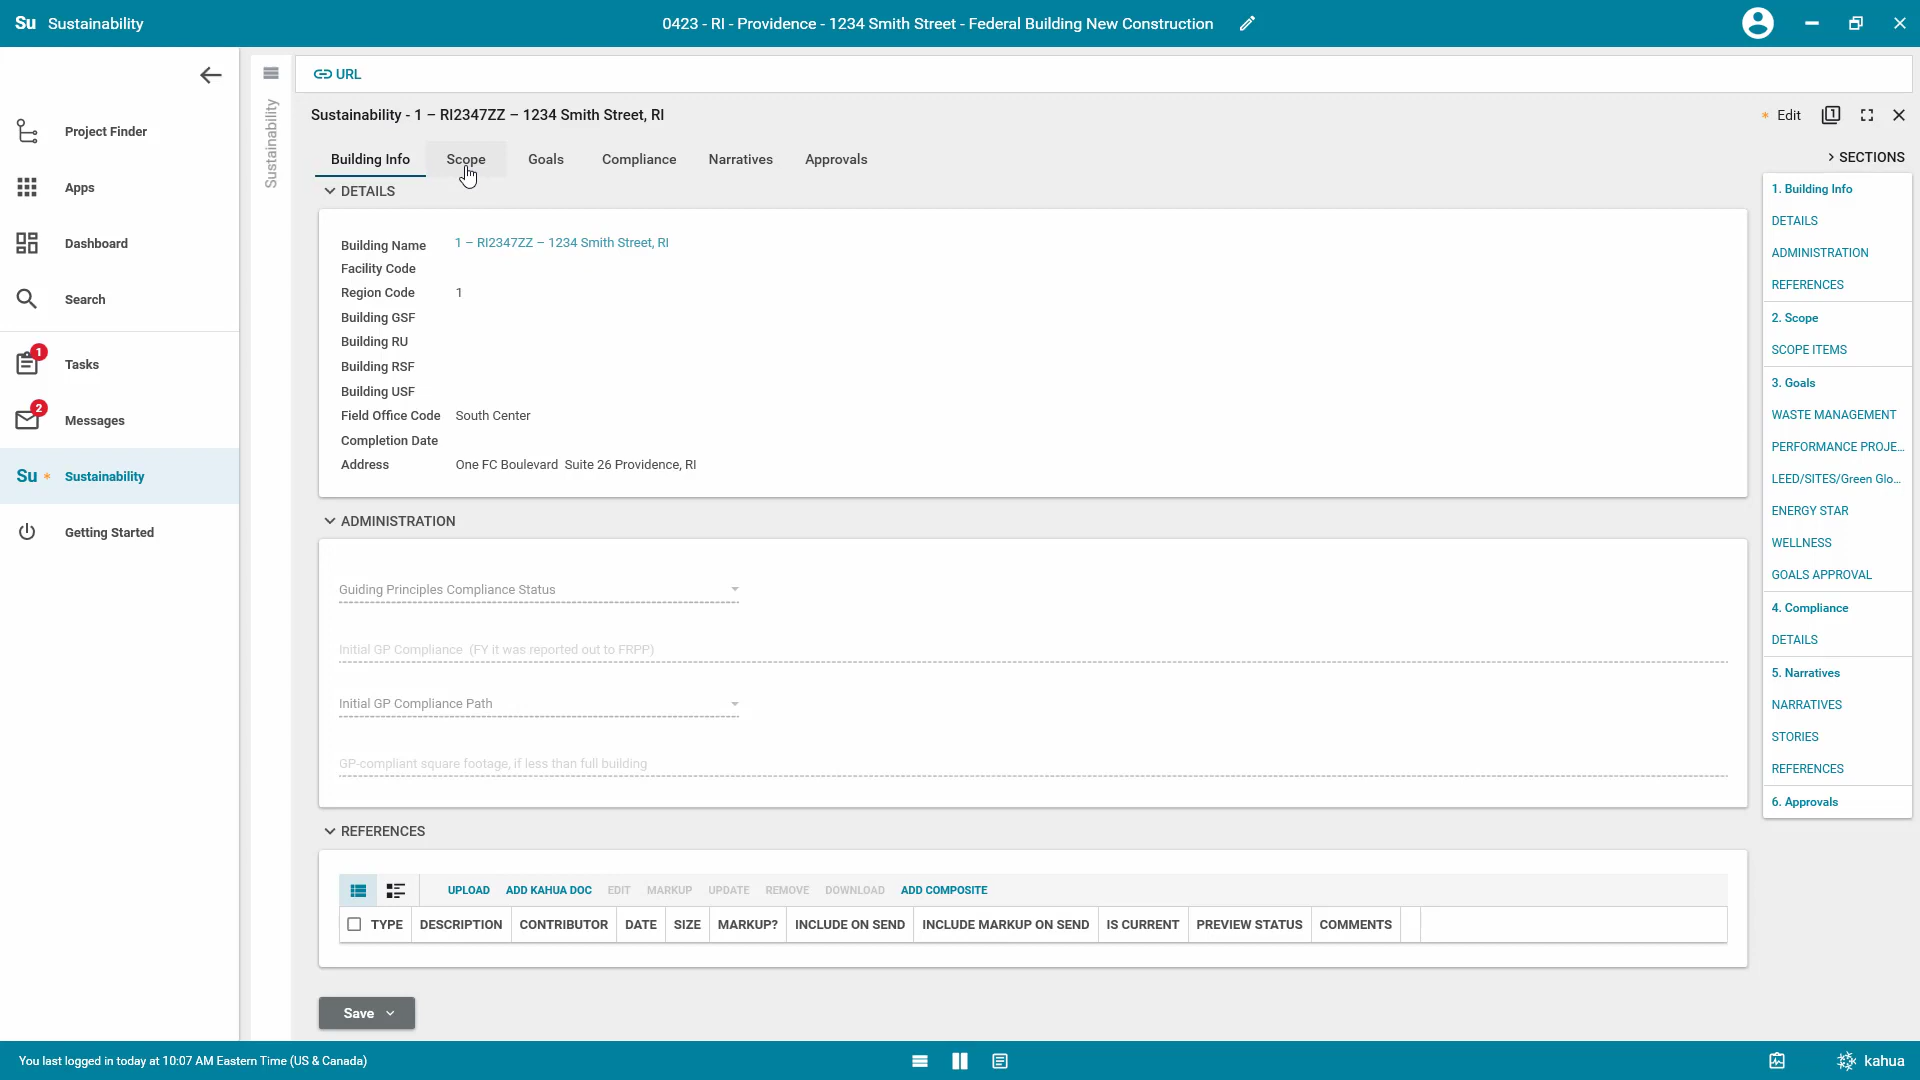 Su Sustainability
0423 - RI - Providence - 1234 Smith Street - Federal Building New Construction
Project Finder
Apps
Dashboard
Search
1
Tasks
2
Messages
Su * Sustainability
Getting Started
Sustainability
URL
Sustainability - 1 – RI2347ZZ – 1234 Smith Street, RI
* Edit
1
Building Info Scope Goals Compliance Narratives Approvals
DETAILS
Building Name 1 – RI2347ZZ – 1234 Smith Street, RI
Facility Code
Region Code 1
Building GSF
Building RU
Building RSF
Building USF
Field Office Code South Center
Completion Date
Address One FC Boulevard Suite 26 Providence, RI
ADMINISTRATION
Guiding Principles Compliance Status
Initial GP Compliance (FY it was reported out to FRPP)
Initial GP Compliance Path
GP-compliant square footage, if less than full building
REFERENCES
UPLOAD ADD KAHUA DOC EDIT MARKUP UPDATE REMOVE DOWNLOAD ADD COMPOSITE
TYPE DESCRIPTION CONTRIBUTOR DATE SIZE MARKUP? INCLUDE ON SEND INCLUDE MARKUP ON SEND IS CURRENT PREVIEW STATUS COMMENTS
Save
> SECTIONS
1. Building Info
DETAILS
ADMINISTRATION
REFERENCES
2. Scope
SCOPE ITEMS
3. Goals
WASTE MANAGEMENT
PERFORMANCE PROJE...
LEED/SITES/Green Glo...
ENERGY STAR
WELLNESS
GOALS APPROVAL
4. Compliance
DETAILS
5. Narratives
NARRATIVES
STORIES
REFERENCES
6. Approvals
You last logged in today at 10:07 AM Eastern Time (US & Canada)
kahua